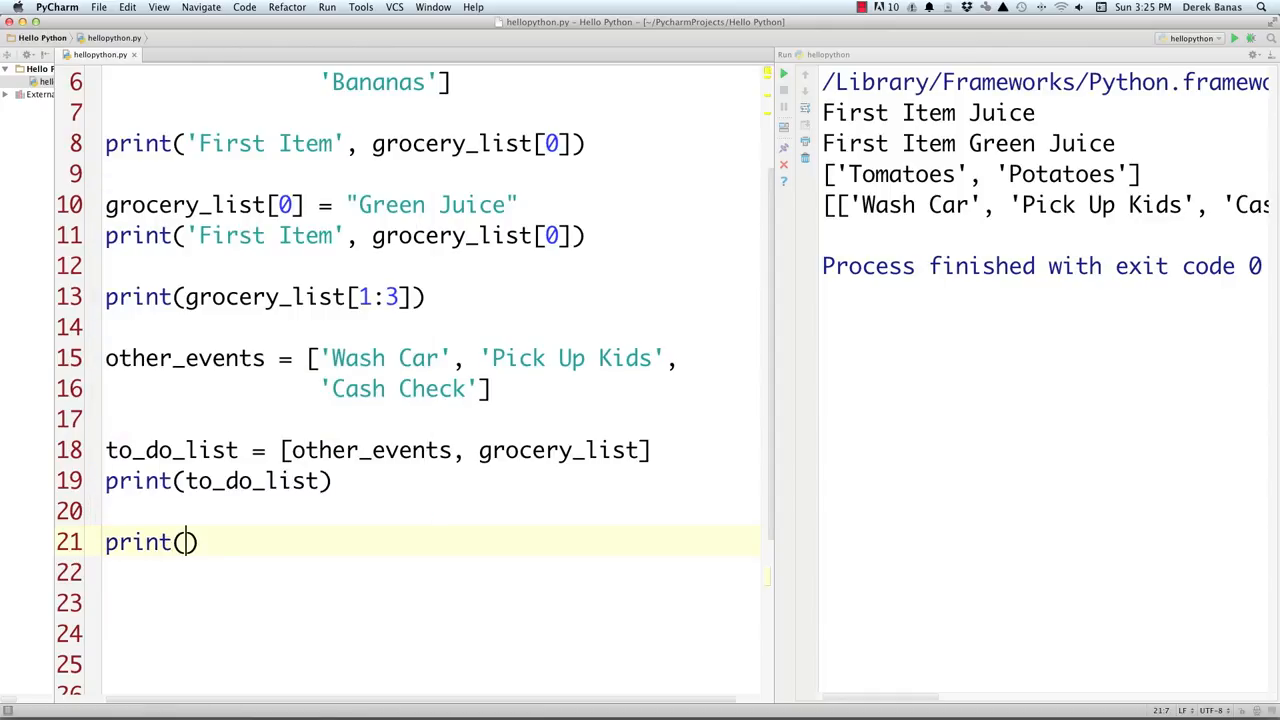 PyCharm File Edit View Navigate Code Refactor Run Tools VCS Window Help 10 Sun 3:25 PM Derek Banas
hellopython.py – Hello Python – [~/PycharmProjects/Hello Python]
Hello Python hellopython.py hellopython
hellopython.py
Run hellopython
Hello P
hell
Extern
6 'Bananas']
7
8 print('First Item', grocery_list[0])
9
10 grocery_list[0] = "Green Juice"
11 print('First Item', grocery_list[0])
12
13 print(grocery_list[1:3])
14
15 other_events = ['Wash Car', 'Pick Up Kids',
16 'Cash Check']
17
18 to_do_list = [other_events, grocery_list]
19 print(to_do_list)
20
21 print()
22
23
24
25
26
/Library/Frameworks/Python.framewo
First Item Juice
First Item Green Juice
['Tomatoes', 'Potatoes']
[['Wash Car', 'Pick Up Kids', 'Cas
Process finished with exit code 0
21:7 LF UTF-8